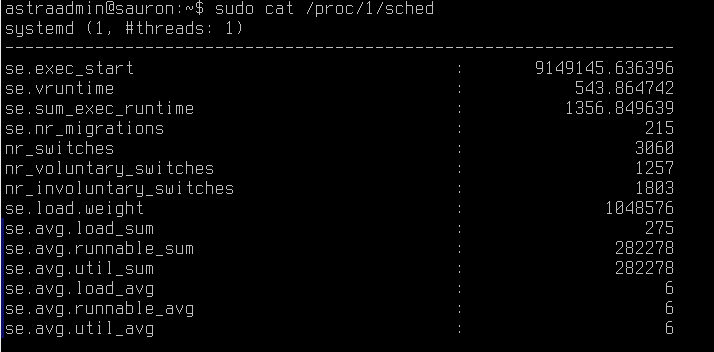 astraadmin@sauron:~$ sudo cat /proc/1/sched
systemd (1, #threads: 1)
-------------------------------------------------------------------
se.exec_start : 9149145.636396
se.vruntime : 543.864742
se.sum_exec_runtime : 1356.849639
se.nr_migrations : 215
nr_switches : 3060
nr_voluntary_switches : 1257
nr_involuntary_switches : 1803
se.load.weight : 1048576
se.avg.load_sum : 275
se.avg.runnable_sum : 282278
se.avg.util_sum : 282278
se.avg.load_avg : 6
se.avg.runnable_avg : 6
se.avg.util_avg : 6